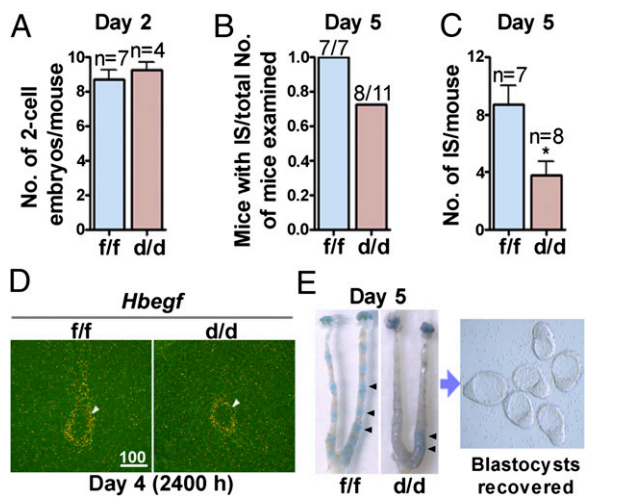 A
Day 2
No. of 2-cell
embryos/mouse
10
8
6
4
2
0
n=7
n=4
f/f
d/d
B
Day 5
Mice with IS/total No.
of mice examined
1.0
0.8
0.6
0.4
0.2
0.0
7/7
8/11
f/f
d/d
C
Day 5
No. of IS/mouse
12
8
4
0
n=7
n=8
*
f/f
d/d
D
Hbegf
f/f
d/d
100
Day 4 (2400 h)
E
Day 5
f/f
d/d
Blastocysts
recovered